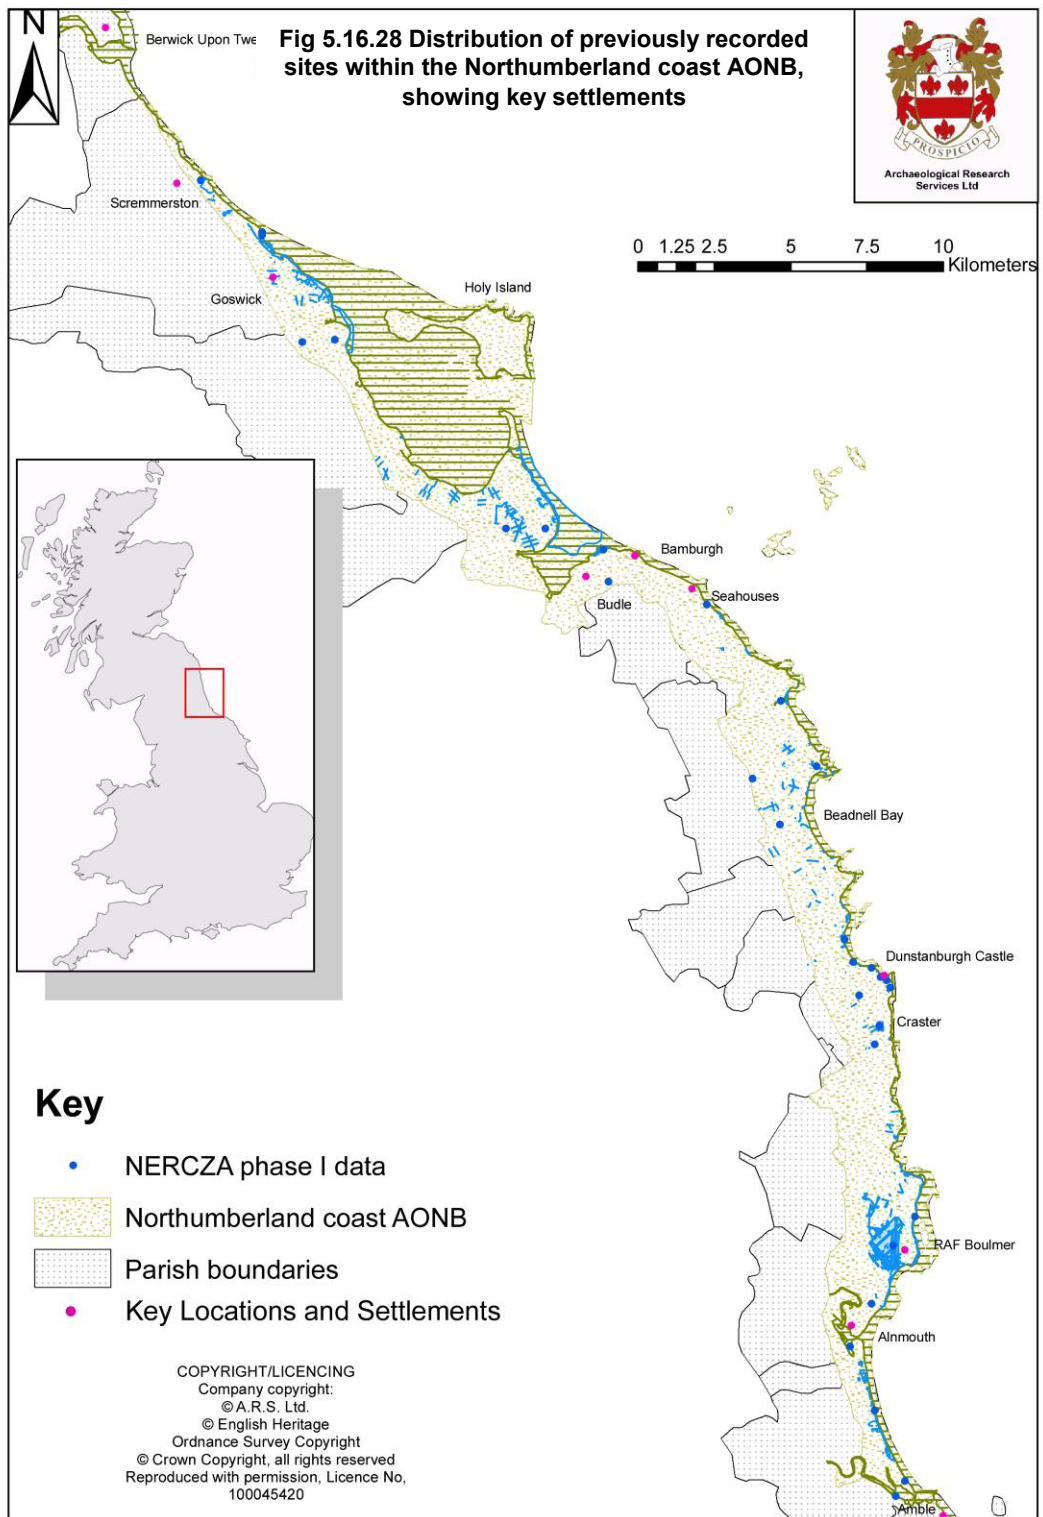 N
Berwick Upon Twe
Fig 5.16.28 Distribution of previously recorded
sites within the Northumberland coast AONB,
showing key settlements
PROSPICIO
Archaeological Research
Services Ltd
Scremmerston
0 1.25 2.5 5 7.5 10
Kilometers
Goswick
Holy Island
Bamburgh
Seahouses
Budle
Beadnell Bay
Dunstanburgh Castle
Craster
RAF Boulmer
Alnmouth
Amble
Key
NERCZA phase I data
Northumberland coast AONB
Parish boundaries
Key Locations and Settlements
COPYRIGHT/LICENCING
Company copyright:
© A.R.S. Ltd.
© English Heritage
Ordnance Survey Copyright
© Crown Copyright, all rights reserved
Reproduced with permission, Licence No,
100045420